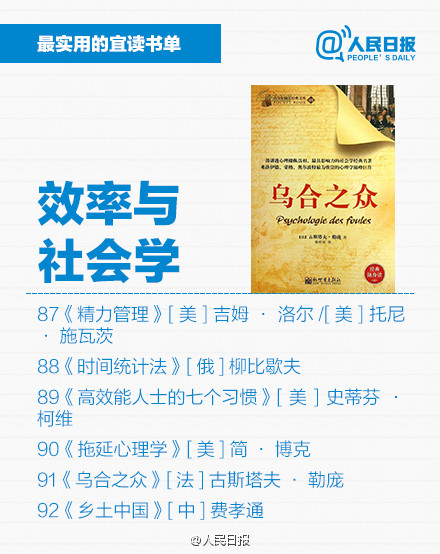 最实用的宜读书单
@人民日报
PEOPLE'S DAILY
乌合之众
Psychologie des foules
效率与
社会学
87《精力管理》[美]吉姆 · 洛尔/[美]托尼
· 施瓦茨
88《时间统计法》[俄]柳比歇夫
89《高效能人士的七个习惯》[美]史蒂芬 ·
柯维
90《拖延心理学》[美]简 · 博克
91《乌合之众》[法]古斯塔夫 · 勒庞
92《乡土中国》[中]费孝通
@人民日报